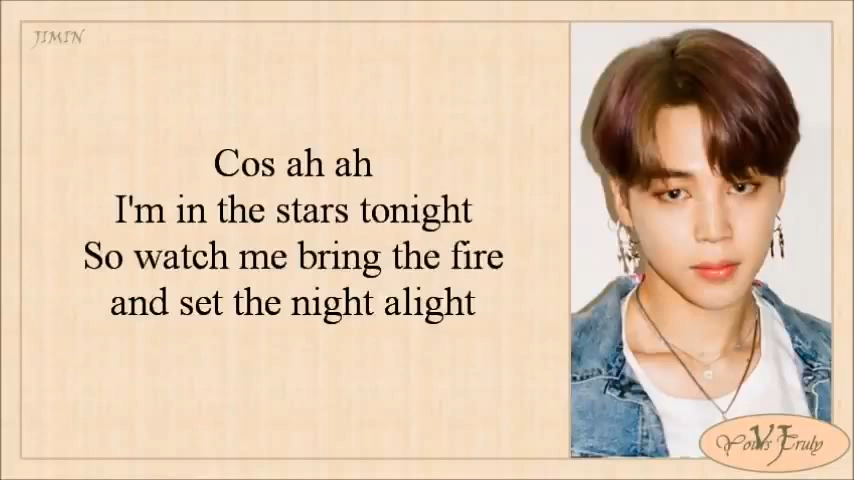 JIMIN
Cos ah ah
I'm in the stars tonight
So watch me bring the fire
and set the night alight
Yours Truly
VJ